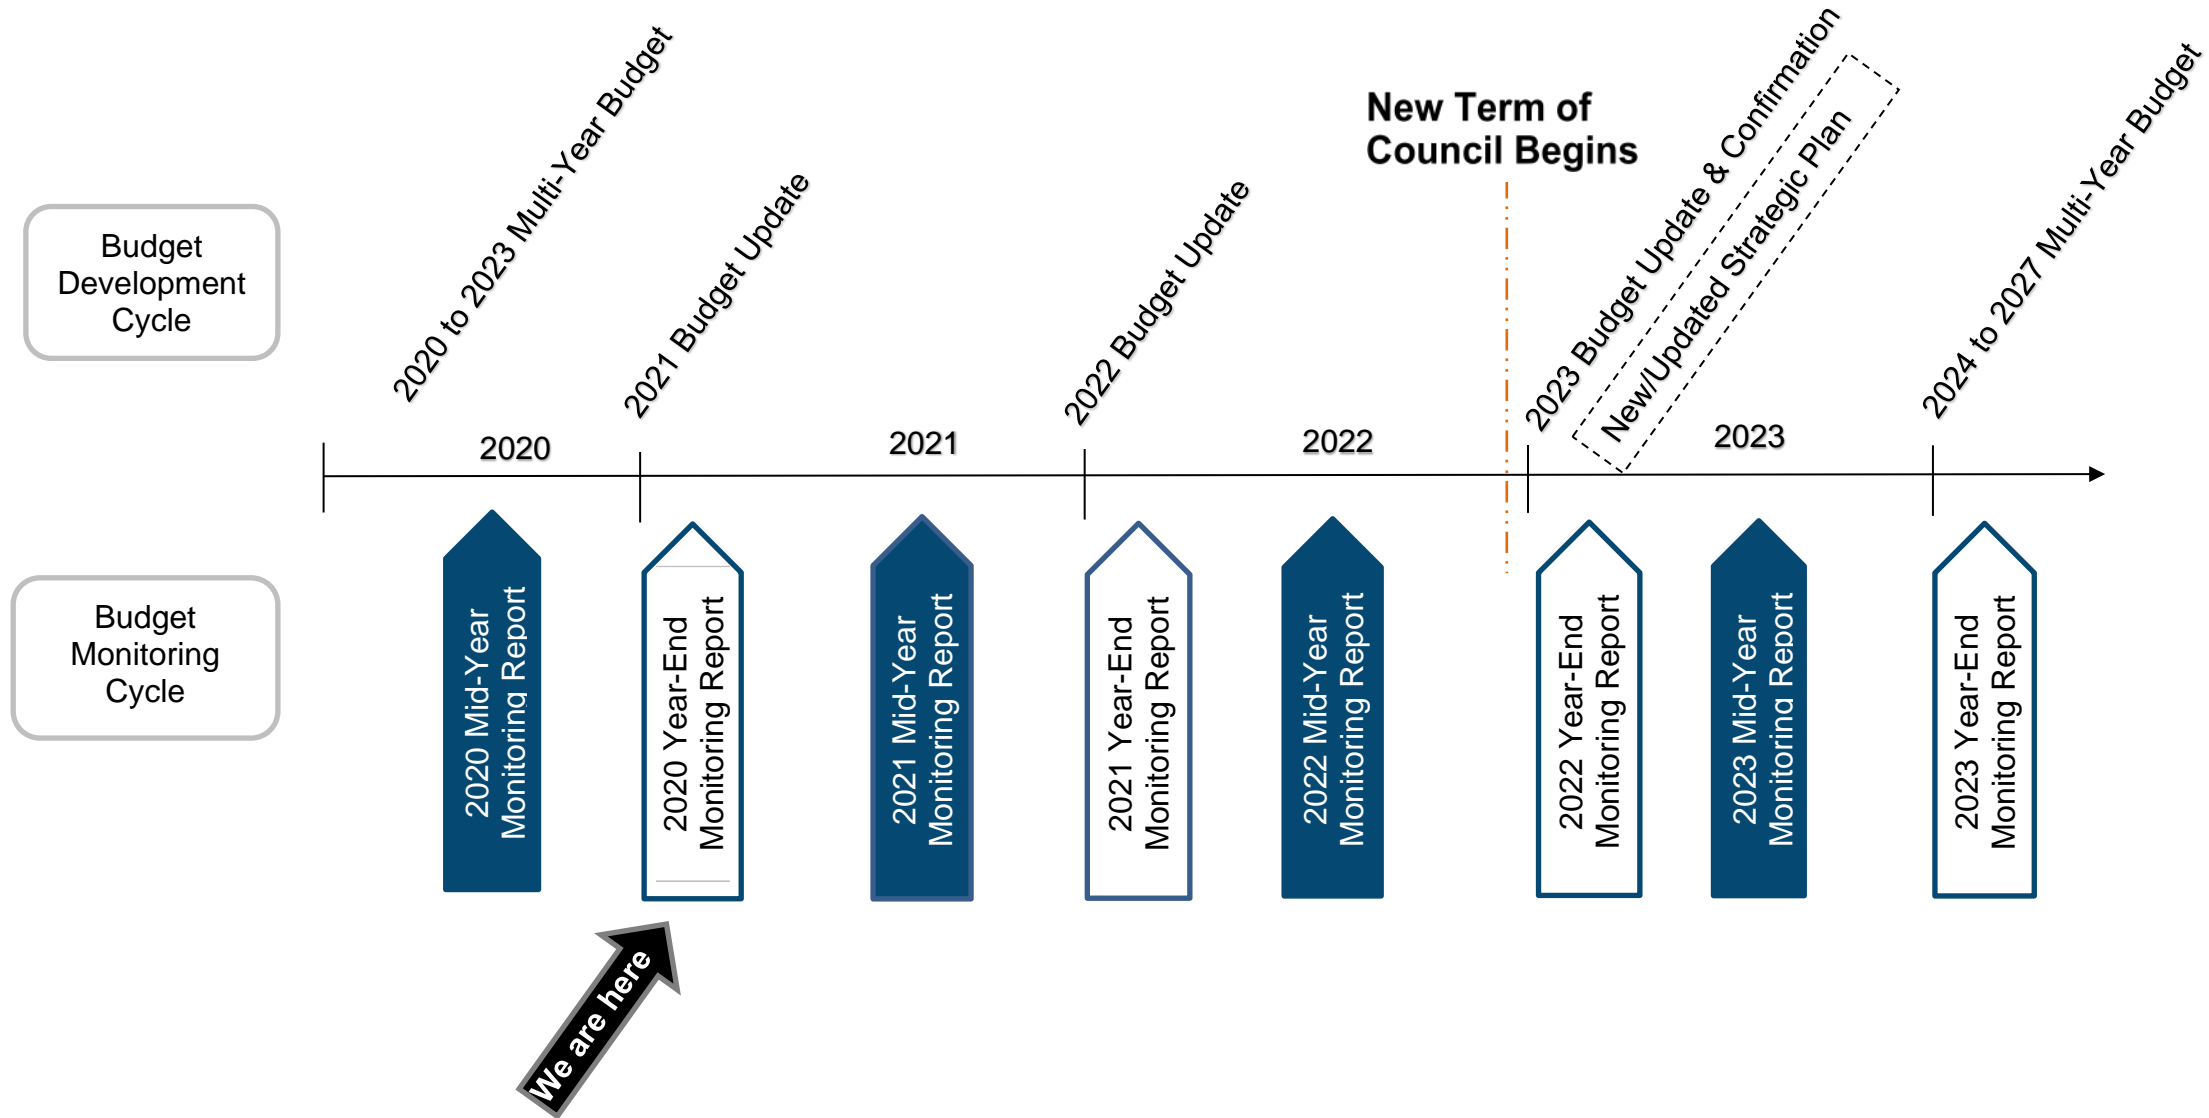 2020 to 2023 Multi-Year Budget
2021 Budget Update
2022 Budget Update
New Term of
Council Begins
2023 Budget Update & Confirmation
New/Updated Strategic Plan
2024 to 2027 Multi-Year Budget
Budget
Development
Cycle
2020
2021
2022
2023
Budget
Monitoring
Cycle
2020 Mid-Year
Monitoring Report
2020 Year-End
Monitoring Report
2021 Mid-Year
Monitoring Report
2021 Year-End
Monitoring Report
2022 Mid-Year
Monitoring Report
2022 Year-End
Monitoring Report
2023 Mid-Year
Monitoring Report
2023 Year-End
Monitoring Report
We are here